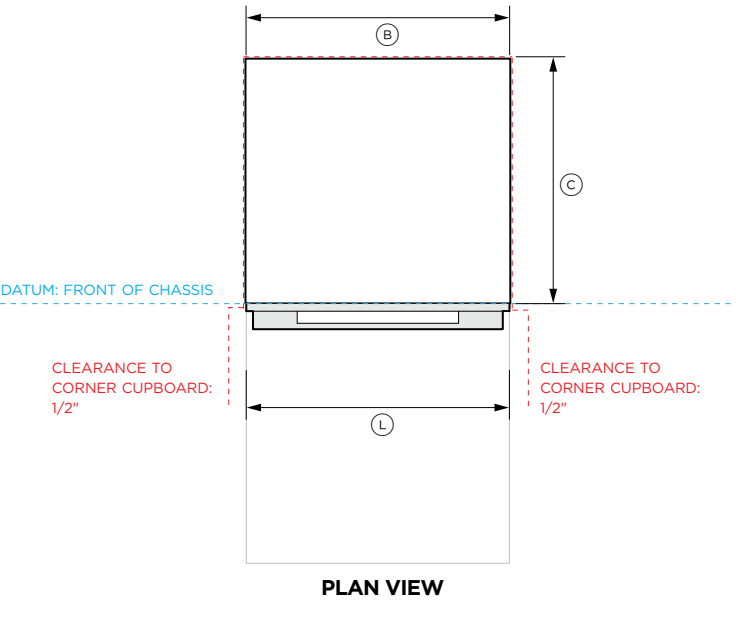 B
C
DATUM: FRONT OF CHASSIS
CLEARANCE TO
CORNER CUPBOARD:
1/2"
CLEARANCE TO
CORNER CUPBOARD:
1/2"
L
PLAN VIEW